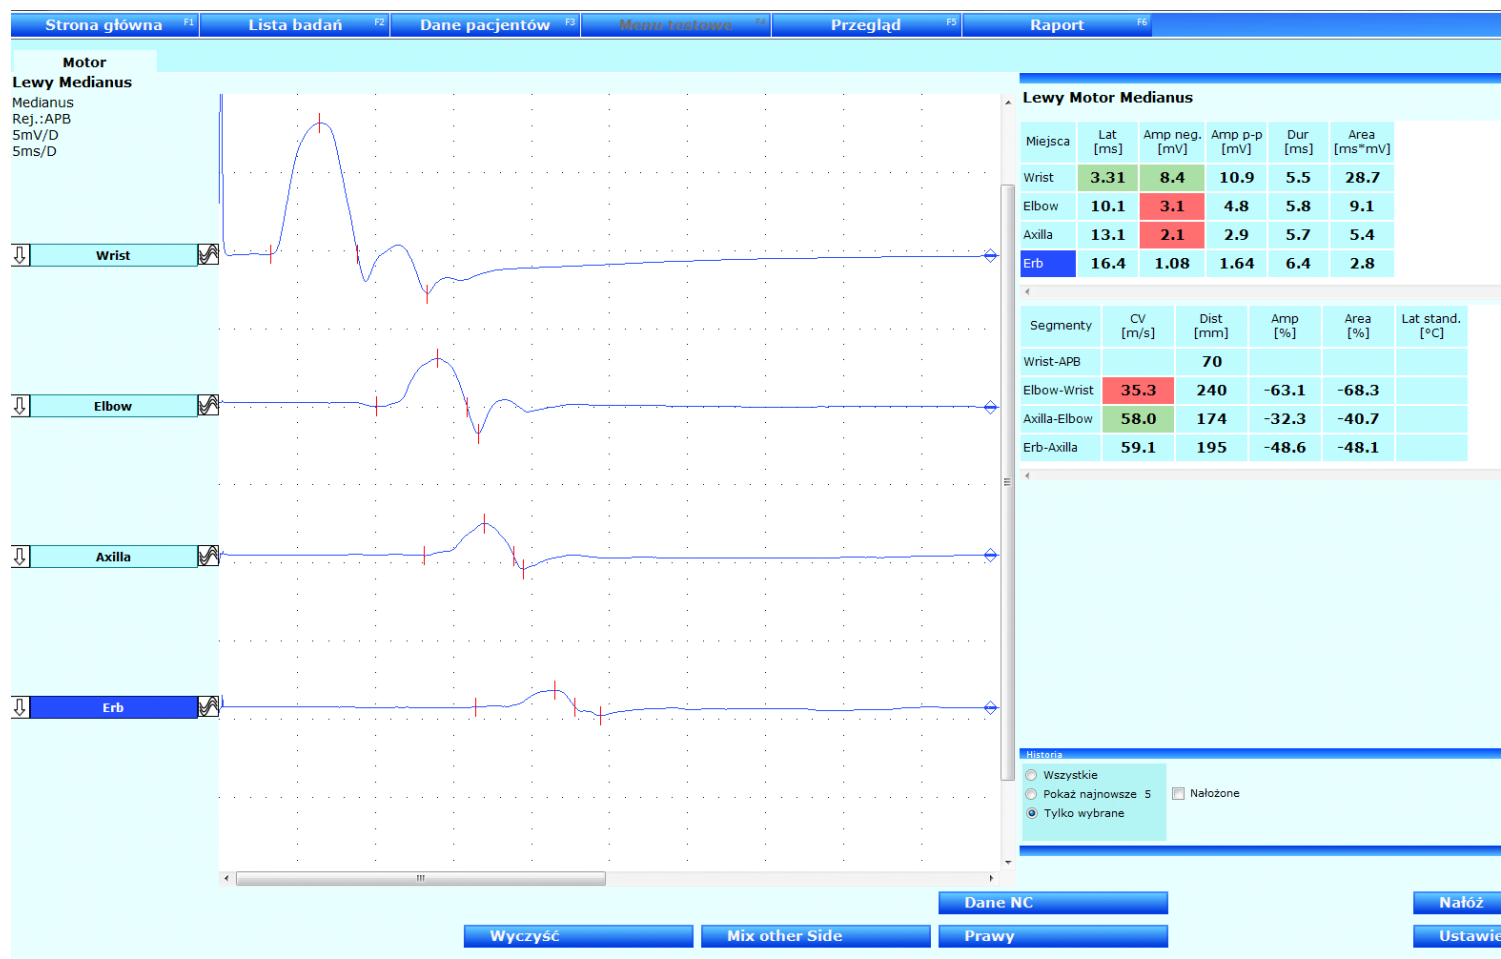 Strona główna F1 Lista badań F2 Dane pacjentów F3 Menu testowe F4 Przegląd F5 Raport F6
Motor
Lewy Medianus
Medianus
Rej.:APB
5mV/D
5ms/D
Wrist
Elbow
Axilla
Erb
Lewy Motor Medianus
Miejsca Lat [ms] Amp neg. [mV] Amp p-p [mV] Dur [ms] Area [ms*mV]
Wrist 3.31 8.4 10.9 5.5 28.7
Elbow 10.1 3.1 4.8 5.8 9.1
Axilla 13.1 2.1 2.9 5.7 5.4
Erb 16.4 1.08 1.64 6.4 2.8
Segmenty CV [m/s] Dist [mm] Amp [%] Area [%] Lat stand. [°C]
Wrist-APB 70
Elbow-Wrist 35.3 240 -63.1 -68.3
Axilla-Elbow 58.0 174 -32.3 -40.7
Erb-Axilla 59.1 195 -48.6 -48.1
Historia
Wszystkie
Pokaż najnowsze 5 Nałożone
Tylko wybrane
Dane NC Nałóż
Wyczyść Mix other Side Prawy Ustawie